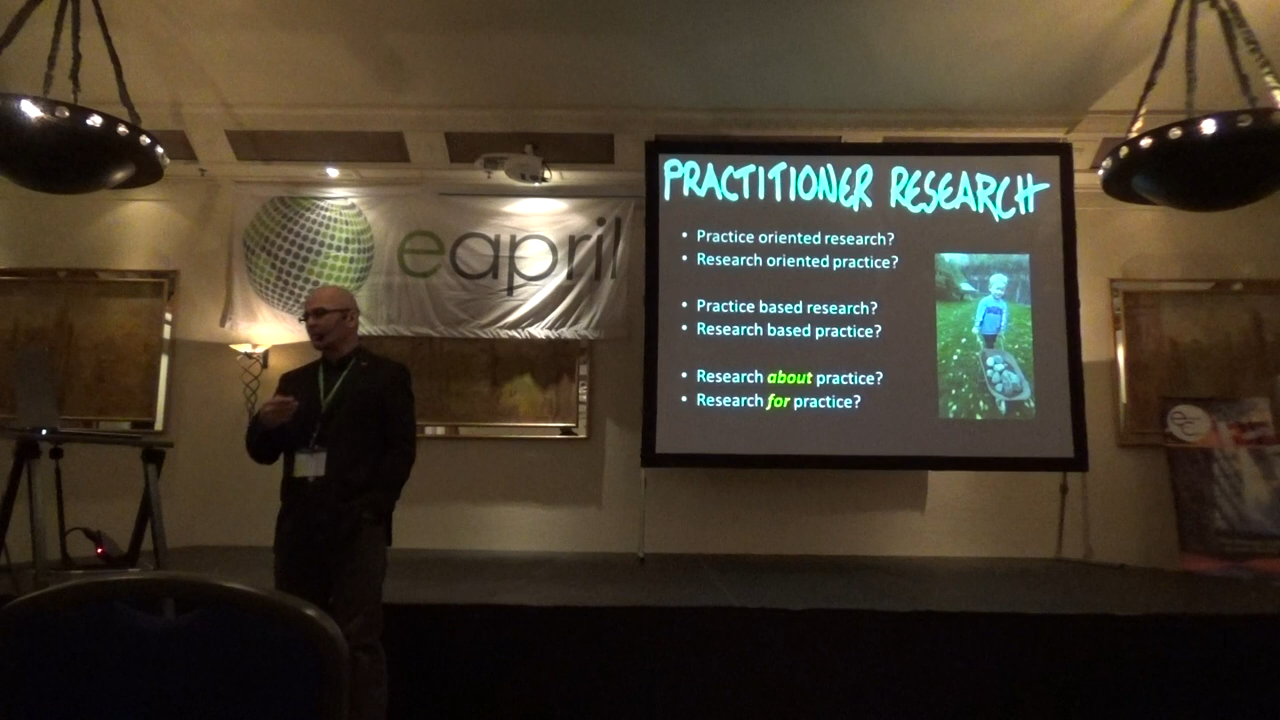 eapril
PRACTITIONER RESEARCH
• Practice oriented research?
• Research oriented practice?
• Practice based research?
• Research based practice?
• Research about practice?
• Research for practice?